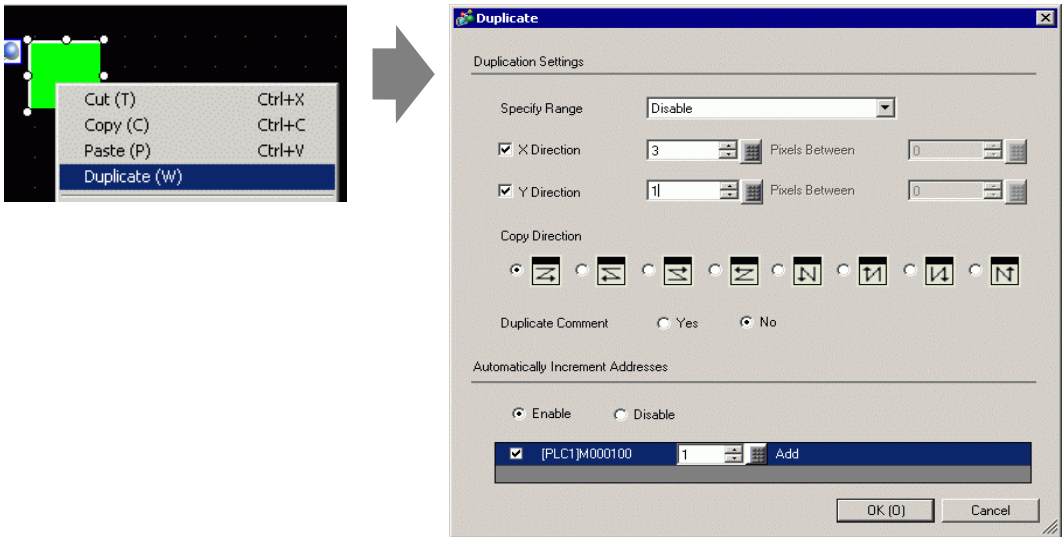 Cut (T) Ctrl+X
Copy (C) Ctrl+C
Paste (P) Ctrl+V
Duplicate (W)
Duplicate
Duplication Settings
Specify Range Disable
X Direction 3 Pixels Between 0
Y Direction 1 Pixels Between 0
Copy Direction
Duplicate Comment Yes No
Automatically Increment Addresses
Enable Disable
[PLC1]M000100 1 Add
OK (O) Cancel